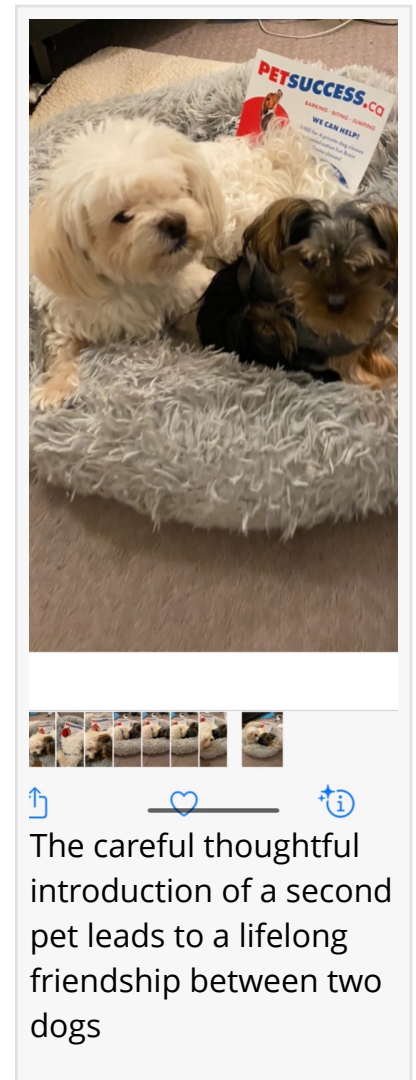 PETSUCCESS.ca
BARKING · BITING · JUMPING
WE CAN HELP!
The careful thoughtful
introduction of a second
pet leads to a lifelong
friendship between two
dogs